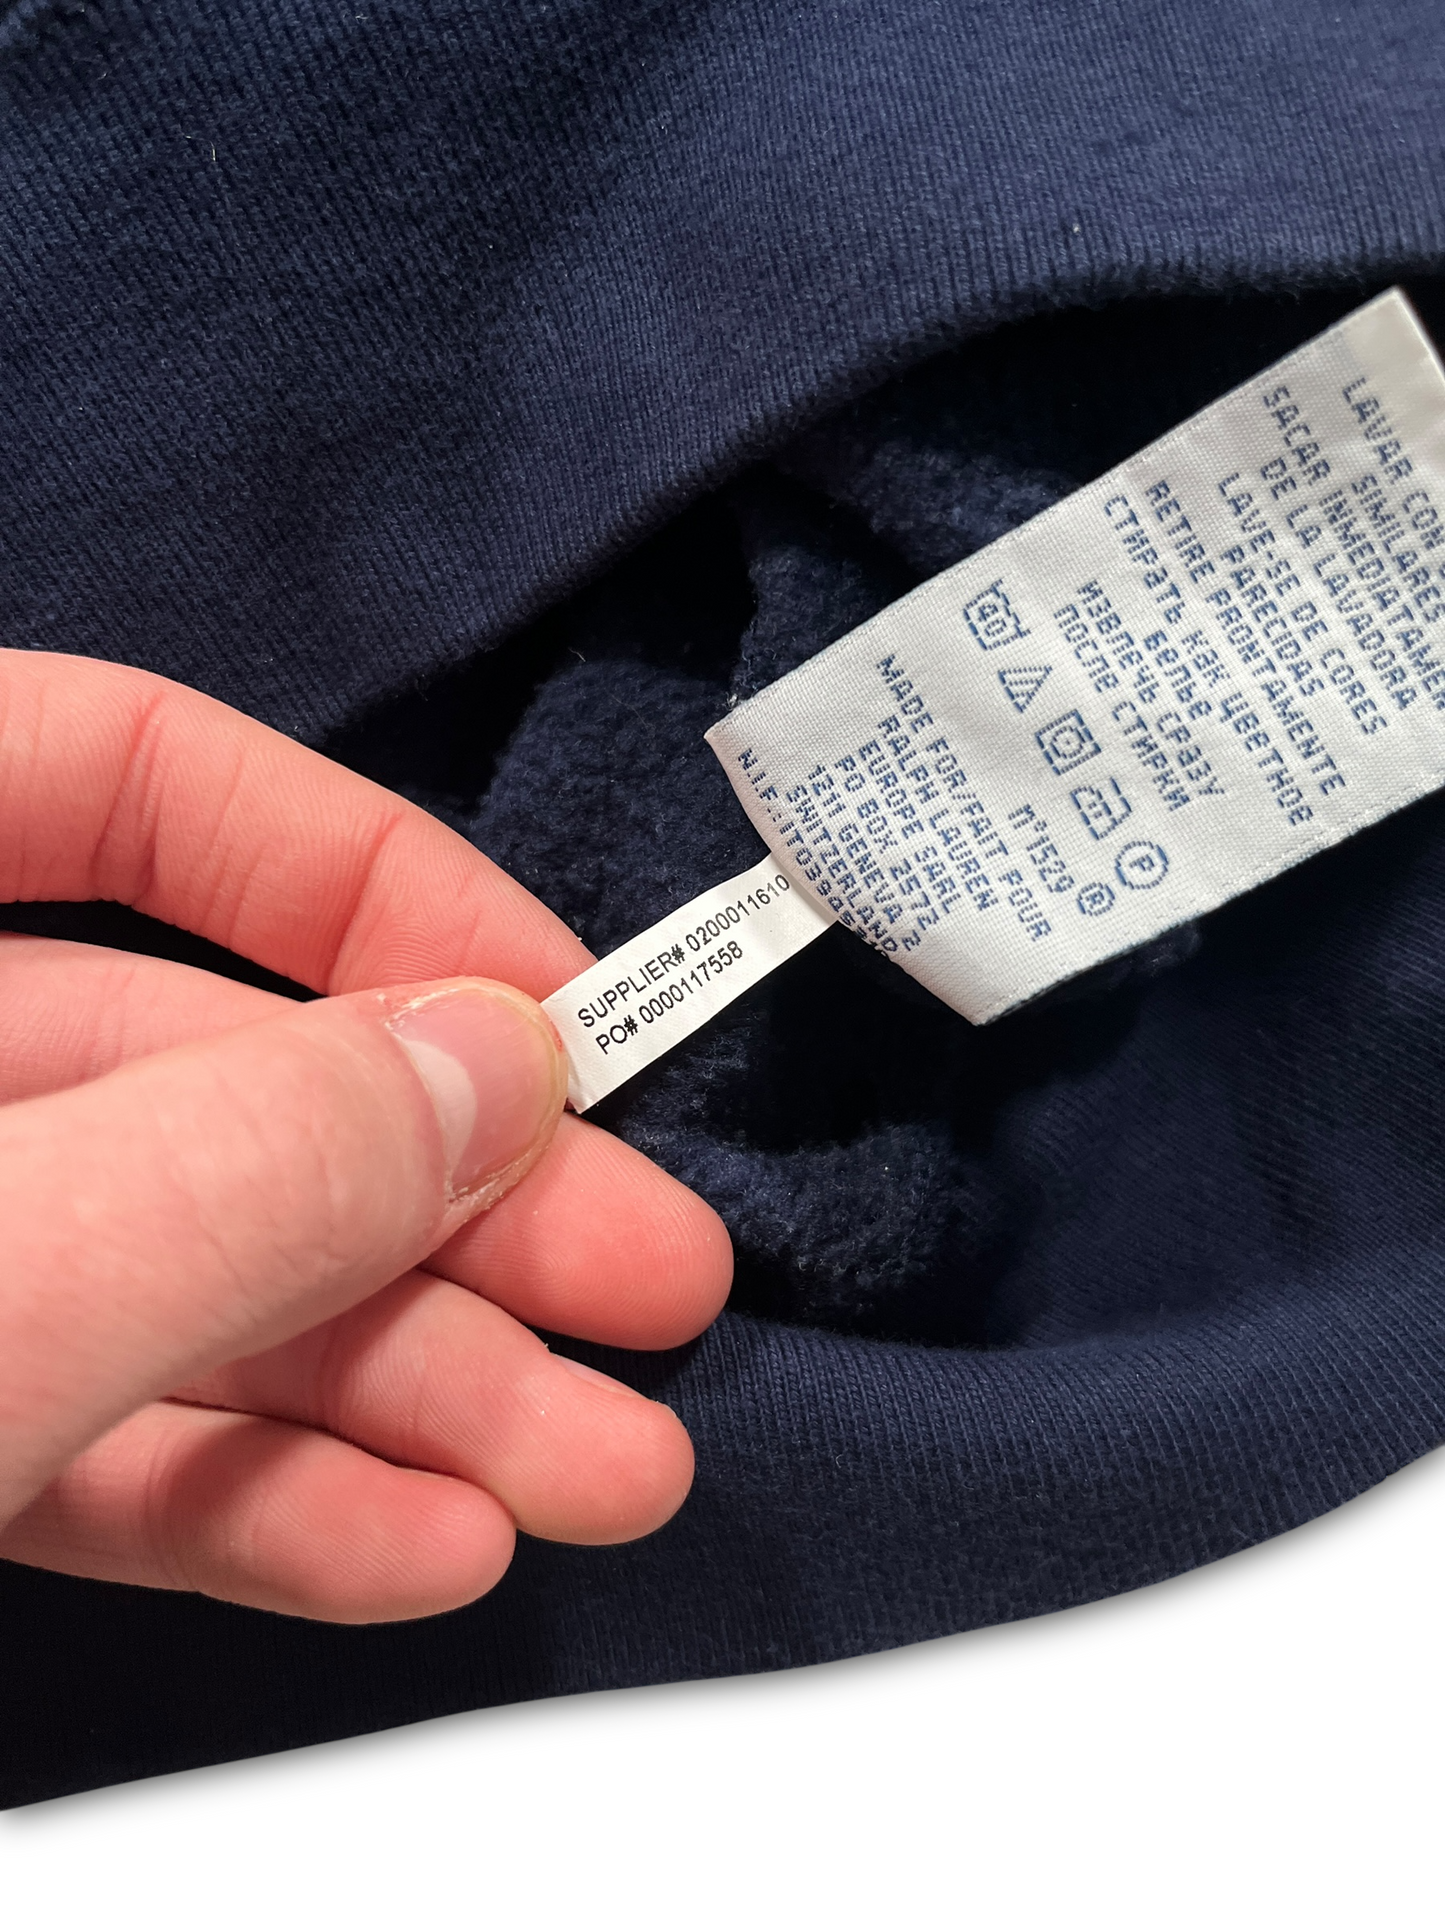 LAVAR CON
SIMILARES
SACAR INMEDIATAMEN
DE LA LAVADORA
LAVE-SE DE CORES
PARECIDAS
RETIRE PRONTAMENTE
СТИРАТЬ КАК ЦВЕТНОЕ
БЕЛЬЕ
ИЗВЛЕЧЬ СРАЗУ
ПОСЛЕ СТИРКИ
40
P
N°1529 ®
MADE FOR/FAIT POUR
RALPH LAUREN
EUROPE SARL
PO BOX 2572
1211 GENEVA 2
SWITZERLAND
N.I.F.:IT039
SUPPLIER# 0200011610
PO# 0000117558